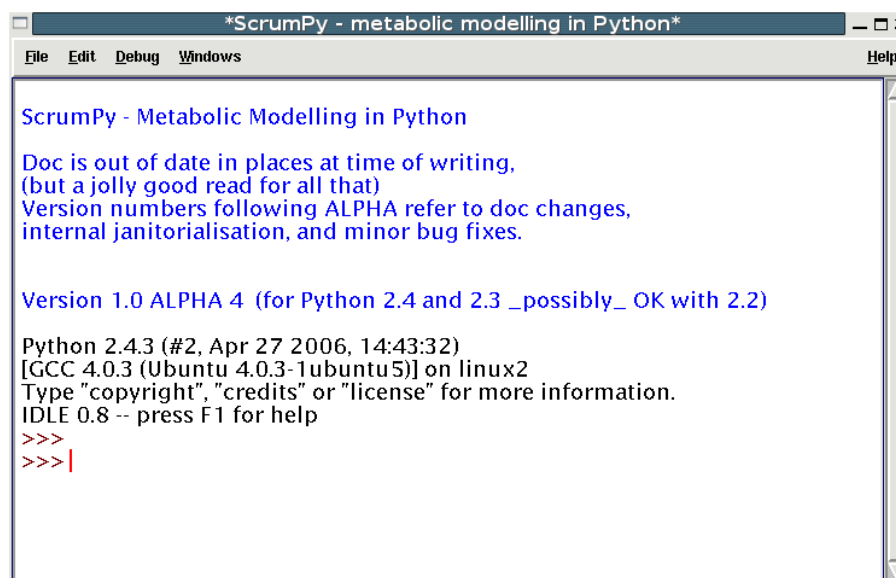 *ScrumPy - metabolic modelling in Python*
File Edit Debug Windows Help
ScrumPy - Metabolic Modelling in Python
Doc is out of date in places at time of writing,
(but a jolly good read for all that)
Version numbers following ALPHA refer to doc changes,
internal janitorialisation, and minor bug fixes.
Version 1.0 ALPHA 4  (for Python 2.4 and 2.3 _possibly_ OK with 2.2)
Python 2.4.3 (#2, Apr 27 2006, 14:43:32)
[GCC 4.0.3 (Ubuntu 4.0.3-1ubuntu5)] on linux2
Type "copyright", "credits" or "license" for more information.
IDLE 0.8 -- press F1 for help
>>>
>>>